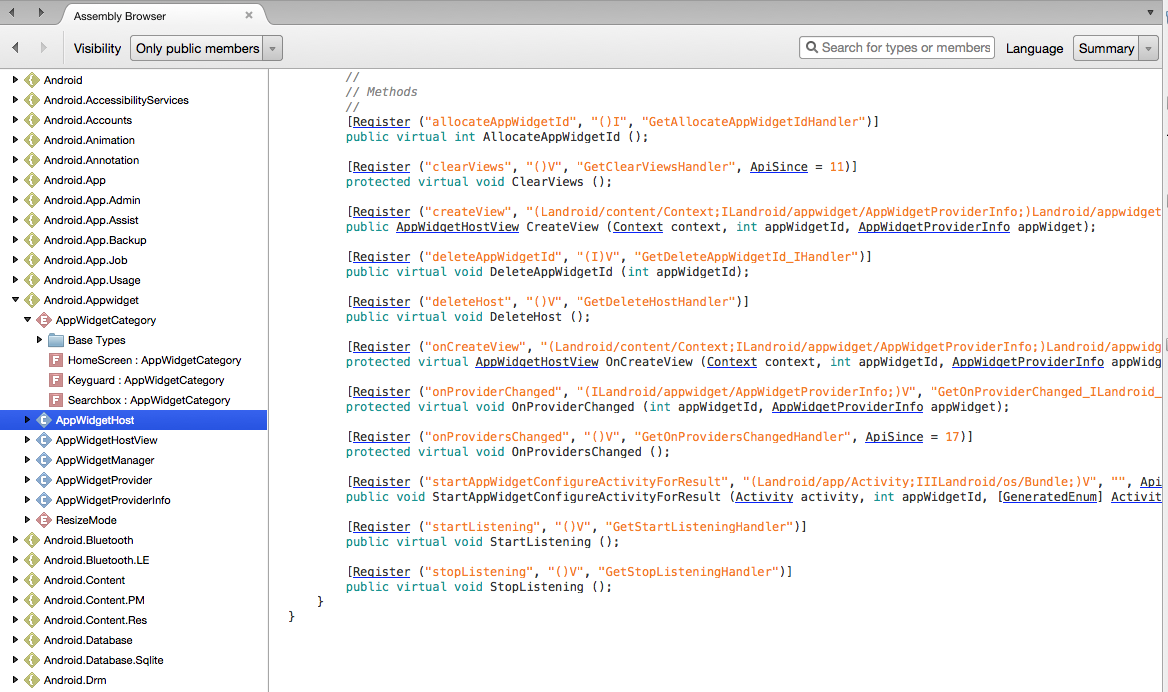 Assembly Browser
Visibility Only public members Search for types or members Language Summary
Android
Android.AccessibilityServices
Android.Accounts
Android.Animation
Android.Annotation
Android.App
Android.App.Admin
Android.App.Assist
Android.App.Backup
Android.App.Job
Android.App.Usage
Android.Appwidget
E AppWidgetCategory
Base Types
F HomeScreen : AppWidgetCategory
F Keyguard : AppWidgetCategory
F Searchbox : AppWidgetCategory
C AppWidgetHost
C AppWidgetHostView
C AppWidgetManager
C AppWidgetProvider
C AppWidgetProviderInfo
E ResizeMode
Android.Bluetooth
Android.Bluetooth.LE
Android.Content
Android.Content.PM
Android.Content.Res
Android.Database
Android.Database.Sqlite
Android.Drm
//
// Methods
//
[Register ("allocateAppWidgetId", "()I", "GetAllocateAppWidgetIdHandler")]
public virtual int AllocateAppWidgetId ();
[Register ("clearViews", "()V", "GetClearViewsHandler", ApiSince = 11)]
protected virtual void ClearViews ();
[Register ("createView", "(Landroid/content/Context;ILandroid/appwidget/AppWidgetProviderInfo;)Landroid/appwidget
public AppWidgetHostView CreateView (Context context, int appWidgetId, AppWidgetProviderInfo appWidget);
[Register ("deleteAppWidgetId", "(I)V", "GetDeleteAppWidgetId_IHandler")]
public virtual void DeleteAppWidgetId (int appWidgetId);
[Register ("deleteHost", "()V", "GetDeleteHostHandler")]
public virtual void DeleteHost ();
[Register ("onCreateView", "(Landroid/content/Context;ILandroid/appwidget/AppWidgetProviderInfo;)Landroid/appwidg
protected virtual AppWidgetHostView OnCreateView (Context context, int appWidgetId, AppWidgetProviderInfo appWidg
[Register ("onProviderChanged", "(ILandroid/appwidget/AppWidgetProviderInfo;)V", "GetOnProviderChanged_ILandroid_
protected virtual void OnProviderChanged (int appWidgetId, AppWidgetProviderInfo appWidget);
[Register ("onProvidersChanged", "()V", "GetOnProvidersChangedHandler", ApiSince = 17)]
protected virtual void OnProvidersChanged ();
[Register ("startAppWidgetConfigureActivityForResult", "(Landroid/app/Activity;IIILandroid/os/Bundle;)V", "", Api
public void StartAppWidgetConfigureActivityForResult (Activity activity, int appWidgetId, [GeneratedEnum] Activit
[Register ("startListening", "()V", "GetStartListeningHandler")]
public virtual void StartListening ();
[Register ("stopListening", "()V", "GetStopListeningHandler")]
public virtual void StopListening ();
}
}